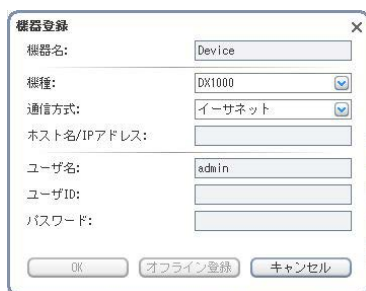 機器登録
機器名: Device
機種: DX1000
通信方式: イーサネット
ホスト名/IPアドレス:
ユーザ名: admin
ユーザID:
パスワード:
OK オフライン登録 キャンセル